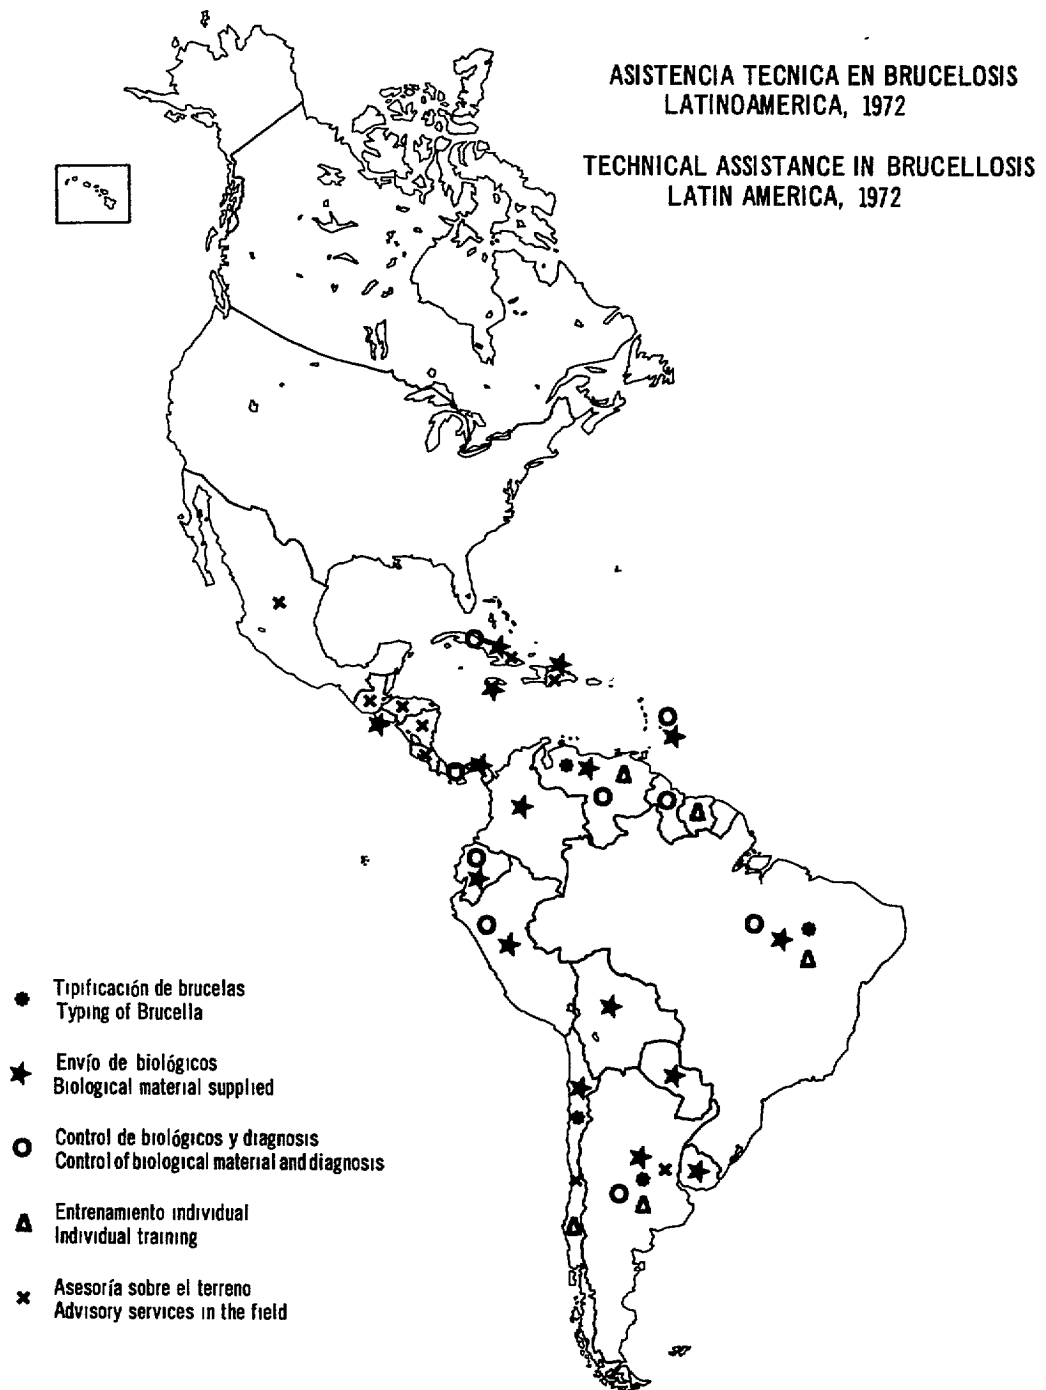 ASISTENCIA TECNICA EN BRUCELOSIS
LATINOAMERICA, 1972
TECHNICAL ASSISTANCE IN BRUCELLOSIS
LATIN AMERICA, 1972
Tipificación de brucelas
Typing of Brucella
Envío de biológicos
Biological material supplied
Control de biológicos y diagnosis
Control of biological material and diagnosis
Entrenamiento individual
Individual training
Asesoría sobre el terreno
Advisory services in the field